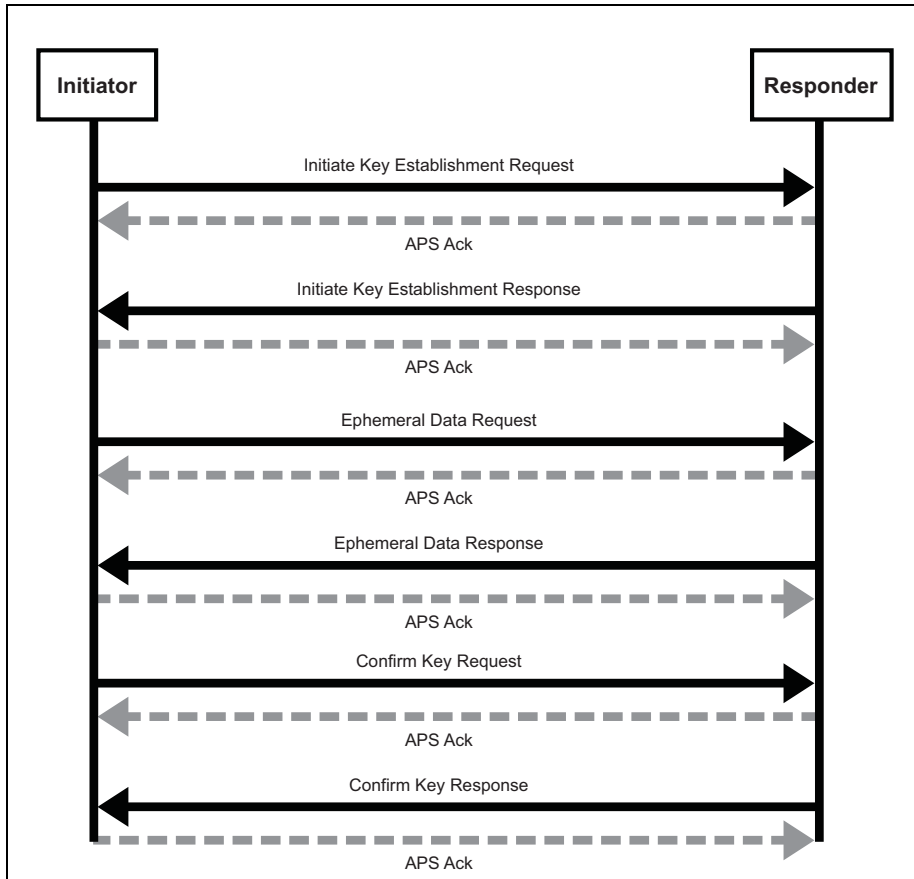 Initiator
Responder
Initiate Key Establishment Request
APS Ack
Initiate Key Establishment Response
APS Ack
Ephemeral Data Request
APS Ack
Ephemeral Data Response
APS Ack
Confirm Key Request
APS Ack
Confirm Key Response
APS Ack